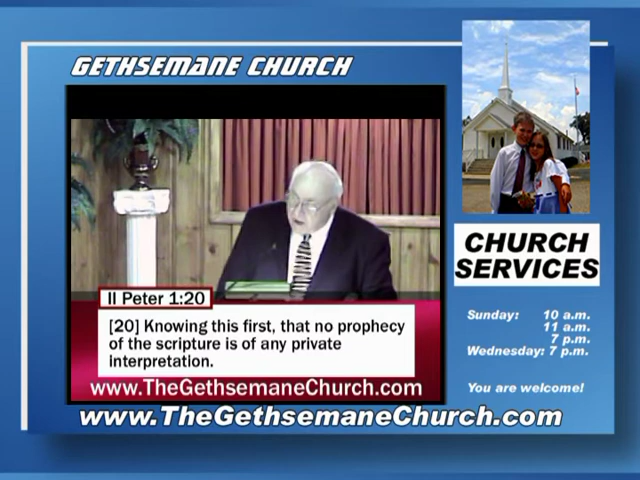 GETHSEMANE CHURCH
II Peter 1:20
[20] Knowing this first, that no prophecy
of the scripture is of any private
interpretation.
www.TheGethsemaneChurch.com
www.TheGethsemaneChurch.com
CHURCH
SERVICES
Sunday: 10 a.m.
11 a.m.
7 p.m.
Wednesday: 7 p.m.
You are welcome!